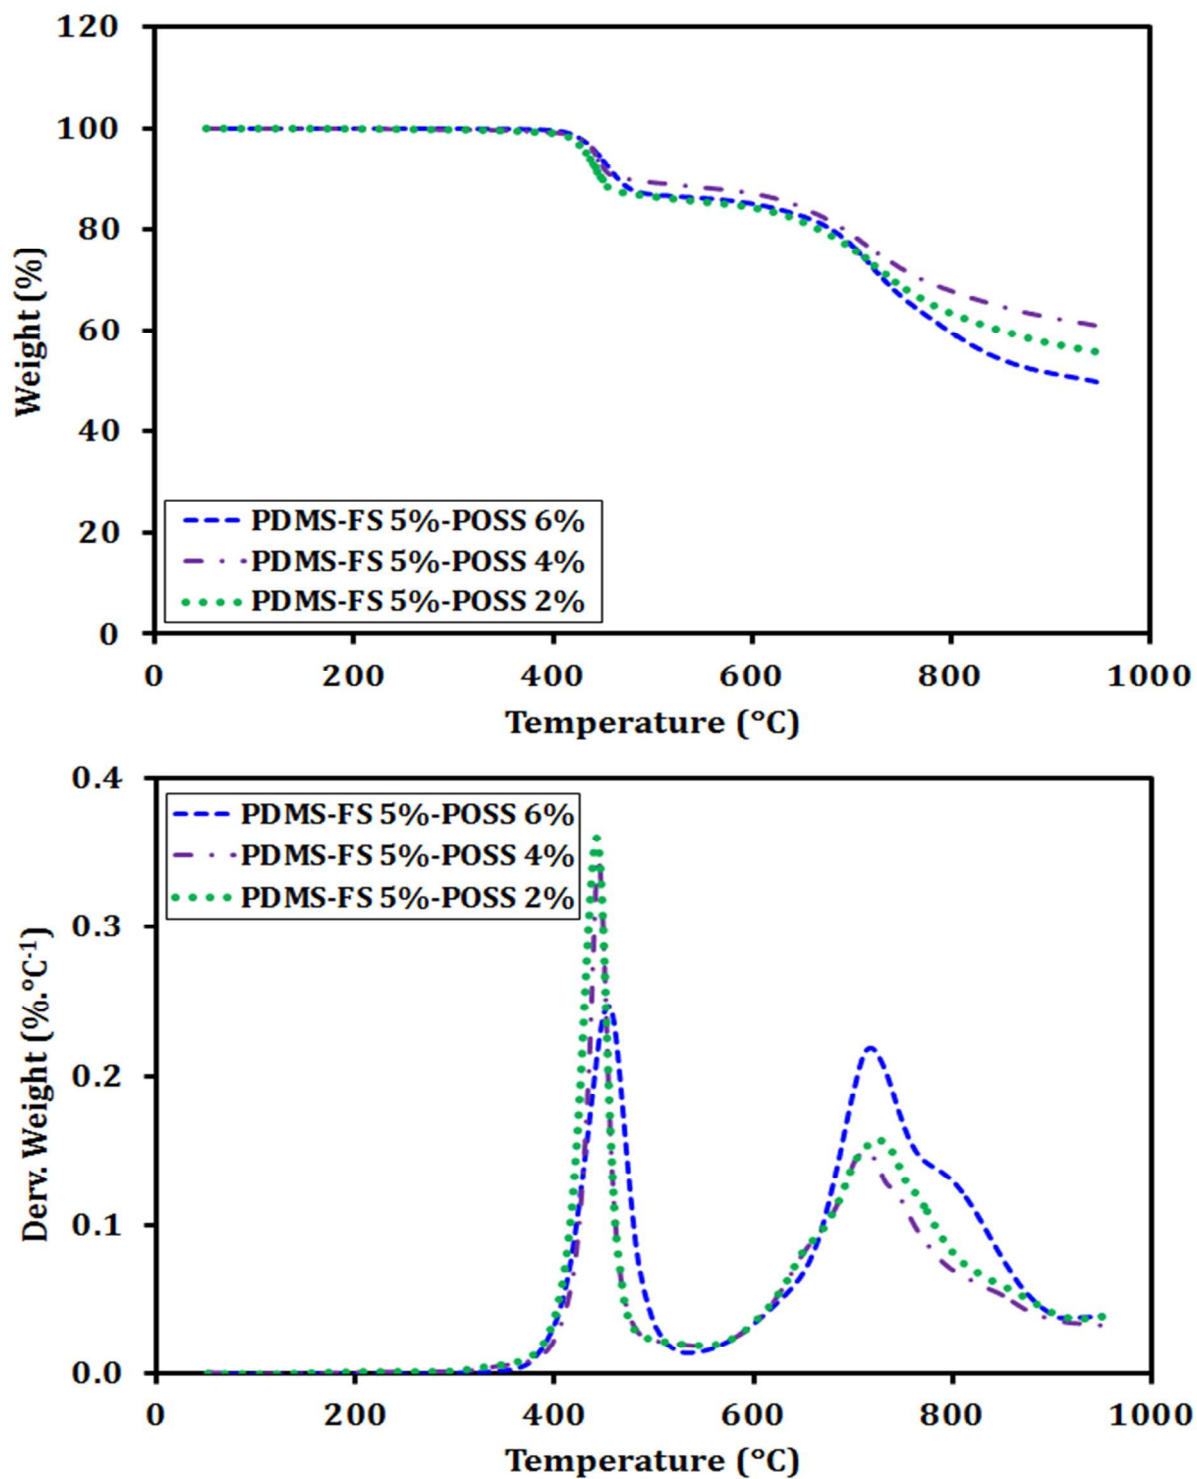 120
100
80
60
40
20
0
Weight (%)
PDMS-FS 5%-POSS 6%
PDMS-FS 5%-POSS 4%
PDMS-FS 5%-POSS 2%
0 200 400 600 800 1000
Temperature (°C)
0.4
0.3
0.2
0.1
0.0
Derv. Weight (%.°C-1)
PDMS-FS 5%-POSS 6%
PDMS-FS 5%-POSS 4%
PDMS-FS 5%-POSS 2%
0 200 400 600 800 1000
Temperature (°C)